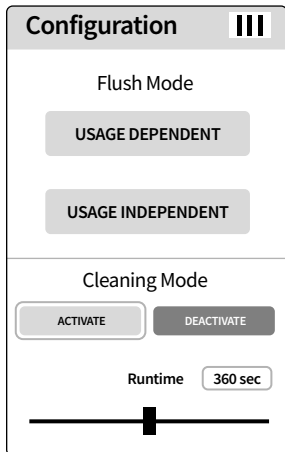 Configuration
Flush Mode
USAGE DEPENDENT
USAGE INDEPENDENT
Cleaning Mode
ACTIVATE DEACTIVATE
Runtime 360 sec